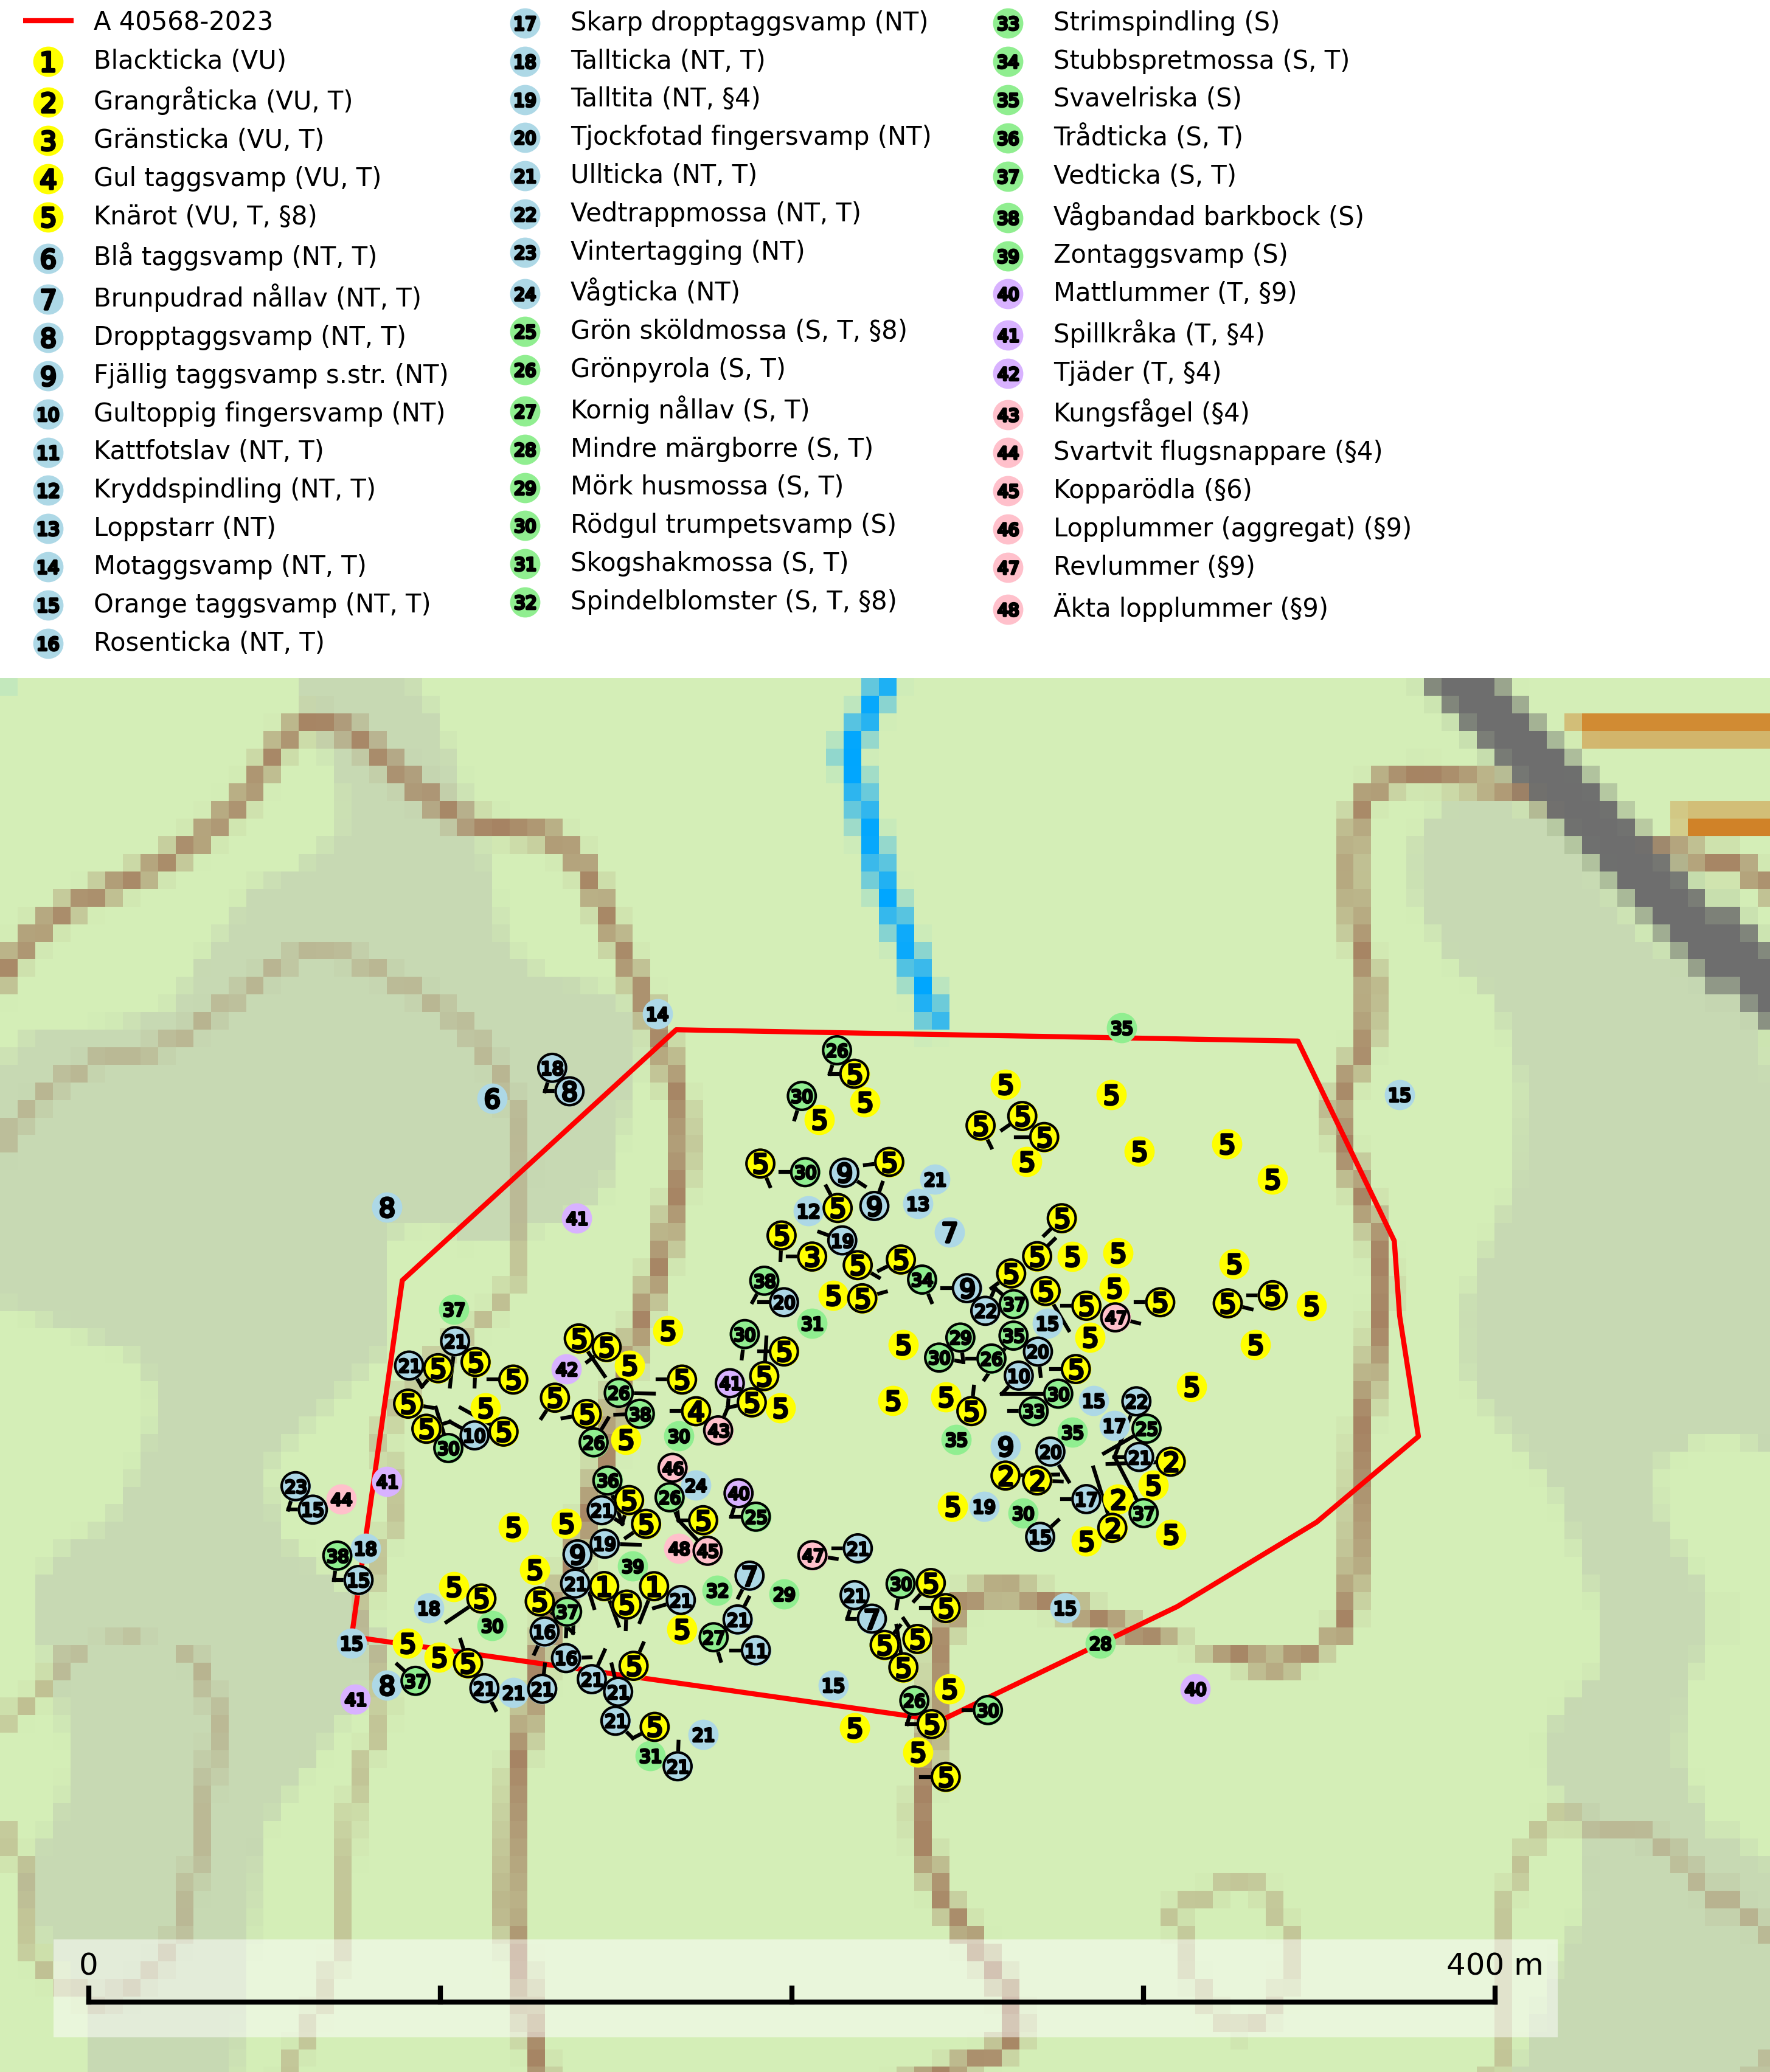 A 40568-2023
1 Blackticka (VU)
2 Grangråticka (VU, T)
3 Gränsticka (VU, T)
4 Gul taggsvamp (VU, T)
5 Knärot (VU, T, §8)
6 Blå taggsvamp (NT, T)
7 Brunpudrad nållav (NT, T)
8 Dropptaggsvamp (NT, T)
9 Fjällig taggsvamp s.str. (NT)
10 Gultoppig fingersvamp (NT)
11 Kattfotslav (NT, T)
12 Kryddspindling (NT, T)
13 Loppstarr (NT)
14 Motaggsvamp (NT, T)
15 Orange taggsvamp (NT, T)
16 Rosenticka (NT, T)
17 Skarp dropptaggsvamp (NT)
18 Tallticka (NT, T)
19 Talltita (NT, §4)
20 Tjockfotad fingersvamp (NT)
21 Ullticka (NT, T)
22 Vedtrappmossa (NT, T)
23 Vintertagging (NT)
24 Vågticka (NT)
25 Grön sköldmossa (S, T, §8)
26 Grönpyrola (S, T)
27 Kornig nållav (S, T)
28 Mindre märgborre (S, T)
29 Mörk husmossa (S, T)
30 Rödgul trumpetsvamp (S)
31 Skogshakmossa (S, T)
32 Spindelblomster (S, T, §8)
33 Strimspindling (S)
34 Stubbspretmossa (S, T)
35 Svavelriska (S)
36 Trådticka (S, T)
37 Vedticka (S, T)
38 Vågbandad barkbock (S)
39 Zontaggsvamp (S)
40 Mattlummer (T, §9)
41 Spillkråka (T, §4)
42 Tjäder (T, §4)
43 Kungsfågel (§4)
44 Svartvit flugsnappare (§4)
45 Kopparödla (§6)
46 Lopplummer (aggregat) (§9)
47 Revlummer (§9)
48 Äkta lopplummer (§9)
0 400 m